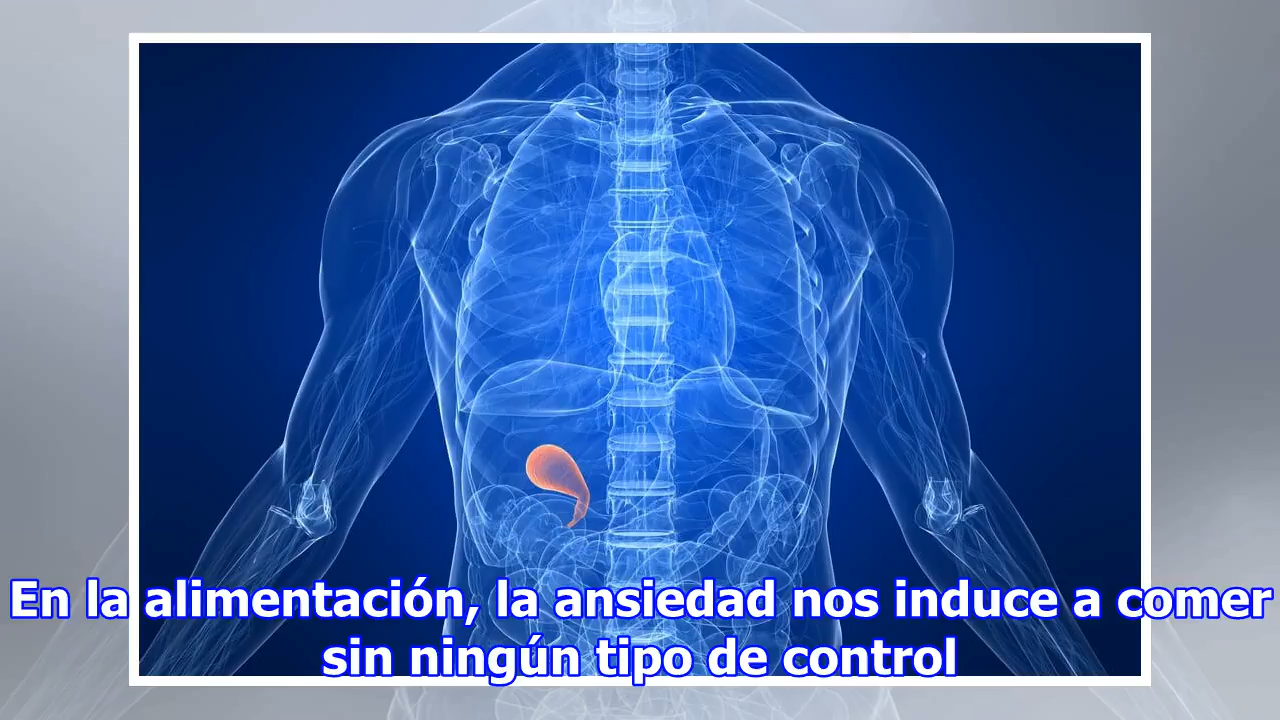 En la alimentación, la ansiedad nos induce a comer
sin ningún tipo de control